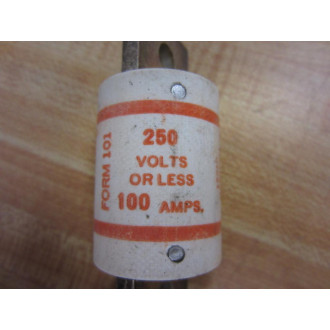 FORM 101
250
VOLTS
OR LESS
100 AMPS.